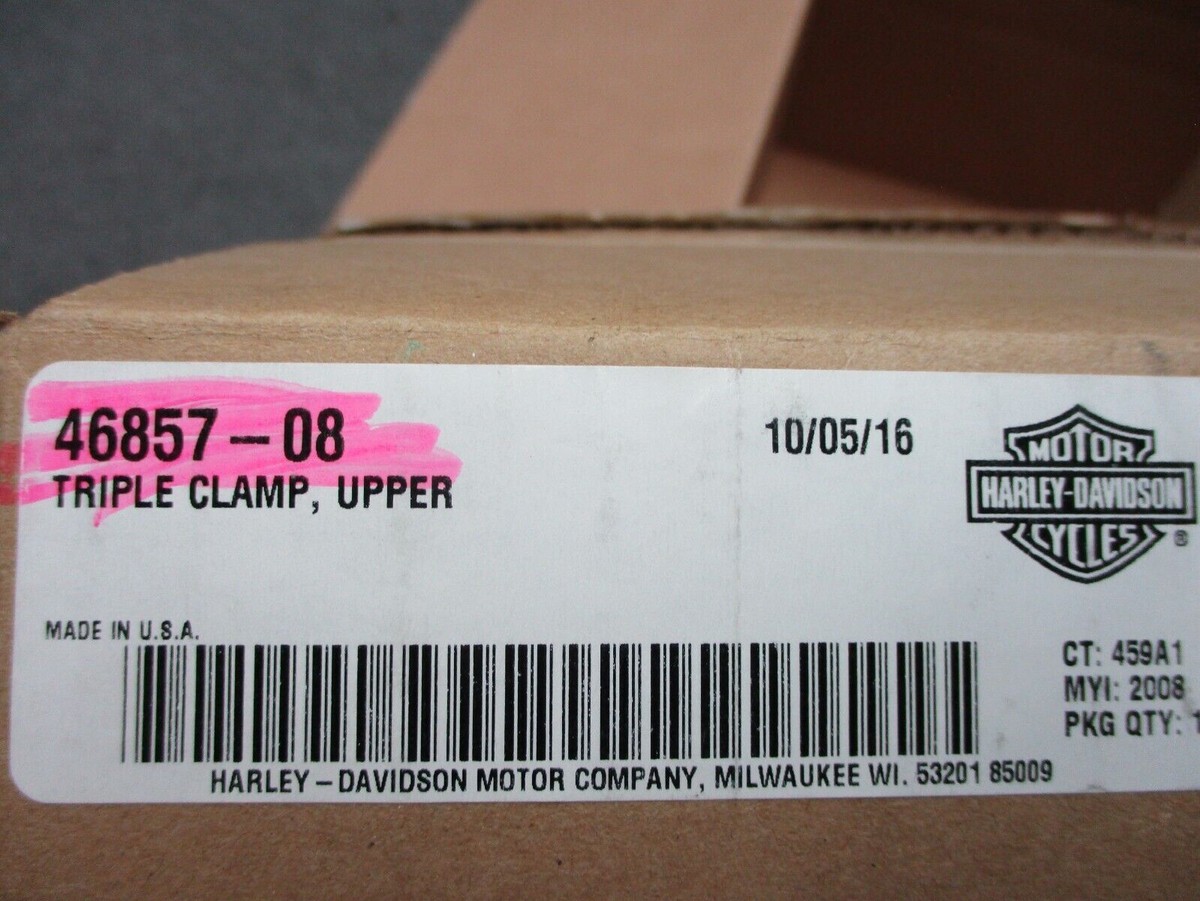 46857-08
10/05/16
TRIPLE CLAMP, UPPER
MOTOR
HARLEY-DAVIDSON
CYCLES
®
MADE IN U.S.A.
CT: 459A1
MYI: 2008
PKG QTY: 1
HARLEY-DAVIDSON MOTOR COMPANY, MILWAUKEE WI. 53201 85009